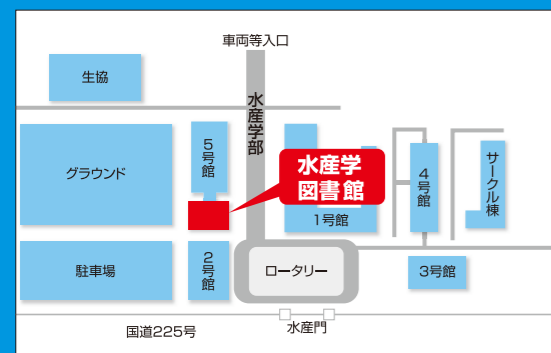 車両等入口
生協
水産学部
5号館
水産学
図書館
グラウンド
4号館
サークル棟
1号館
駐車場
2号館
ロータリー
3号館
水産門
国道225号